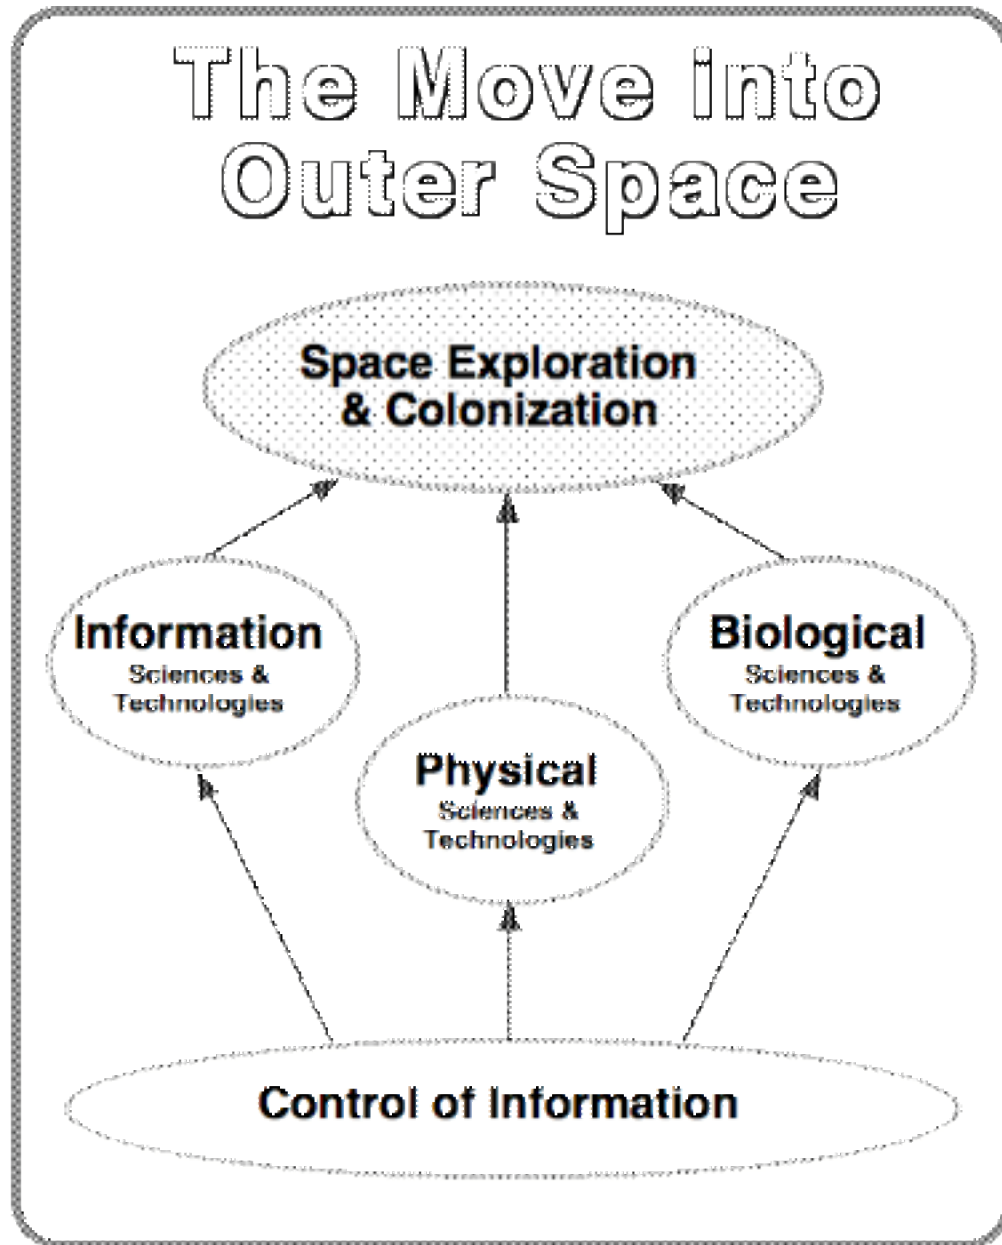 The Move into
Outer Space
Space Exploration
& Colonization
Information
Sciences &
Technologies
Biological
Sciences &
Technologies
Physical
Sciences &
Technologies
Control of Information